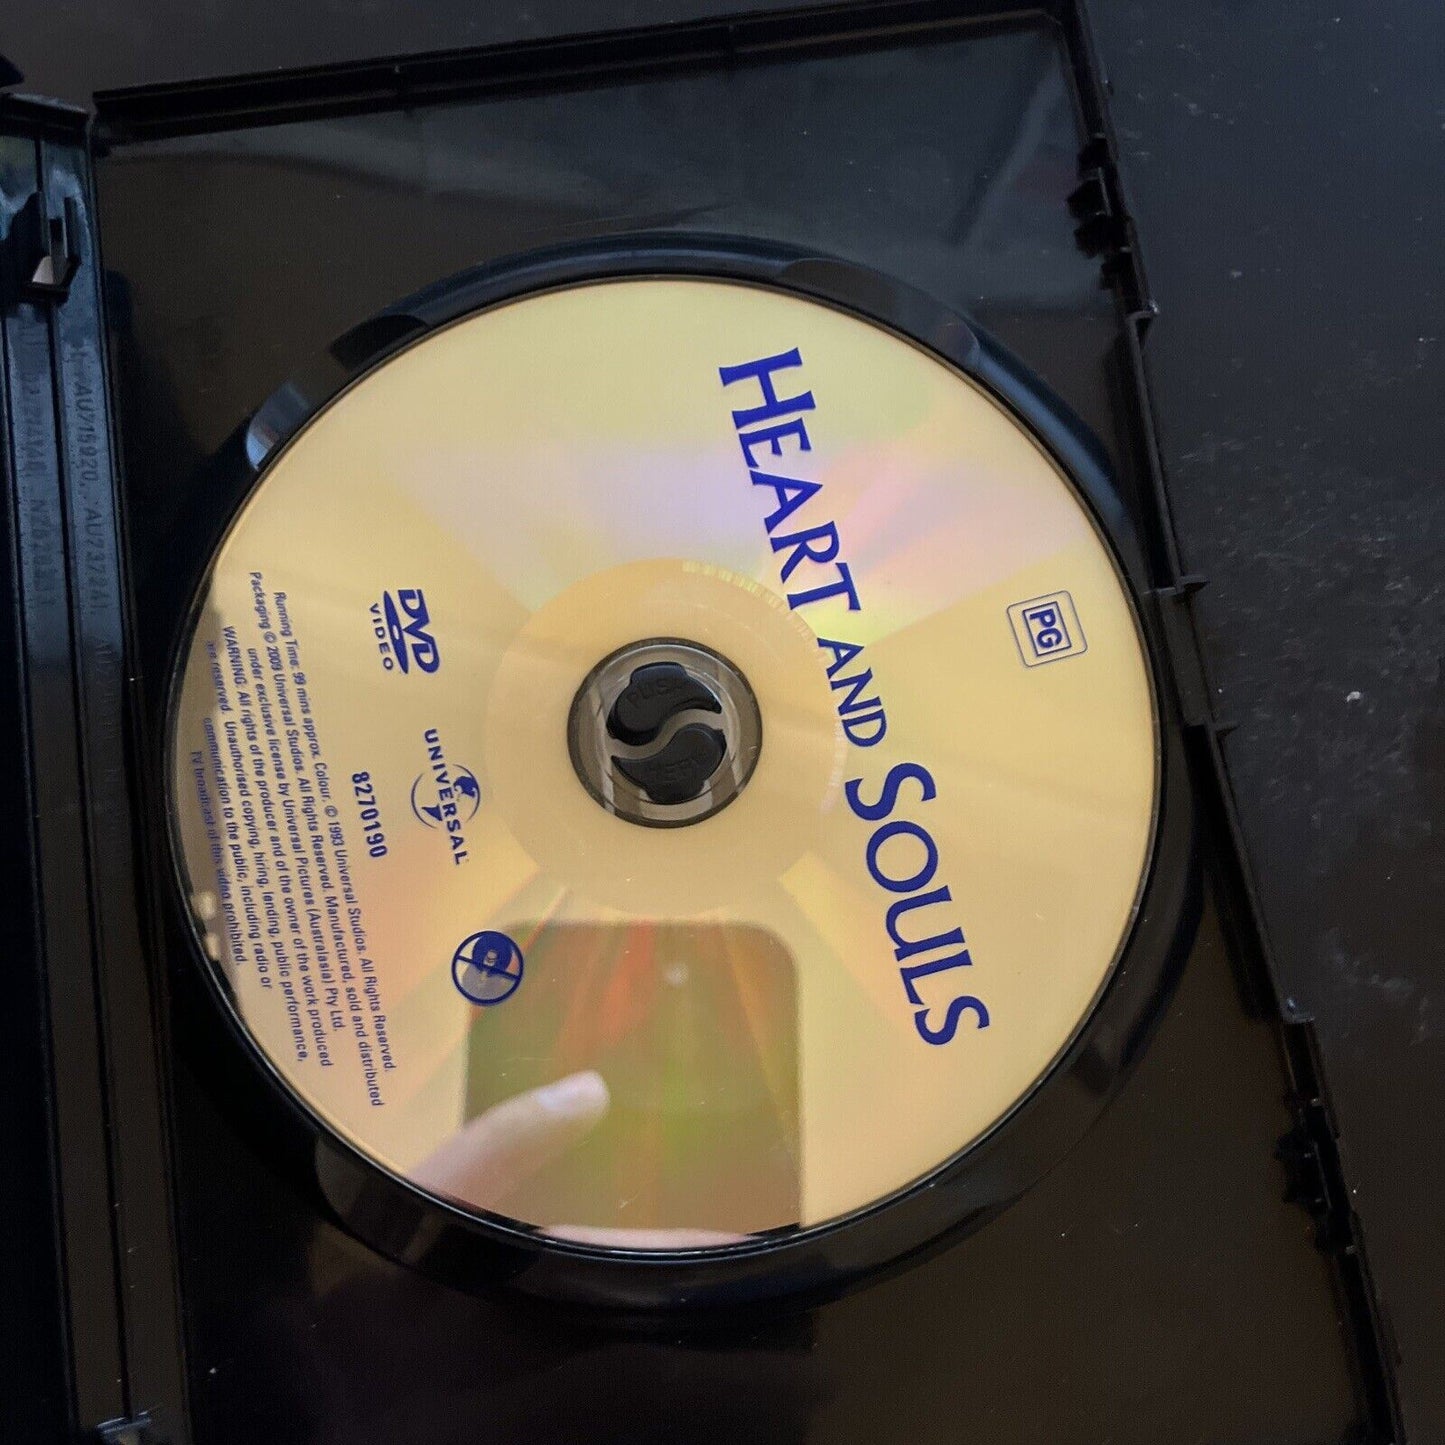 HEART AND SOULS
PG
DVD
VIDEO
UNIVERSAL
8270190
Running Time: 99 mins approx. Colour. © 1993 Universal Studios. All Rights Reserved.
Packaging © 2009 Universal Studios. All Rights Reserved. Manufactured, sold and distributed
under exclusive license by Universal Pictures (Australasia) Pty Ltd.
WARNING: All rights of the producer and of the owner of the work produced
are reserved. Unauthorised copying, hiring, lending, public performance,
communication to the public, including radio or
TV broadcast of this video prohibited.
PUSH
AU715920, AU737241,